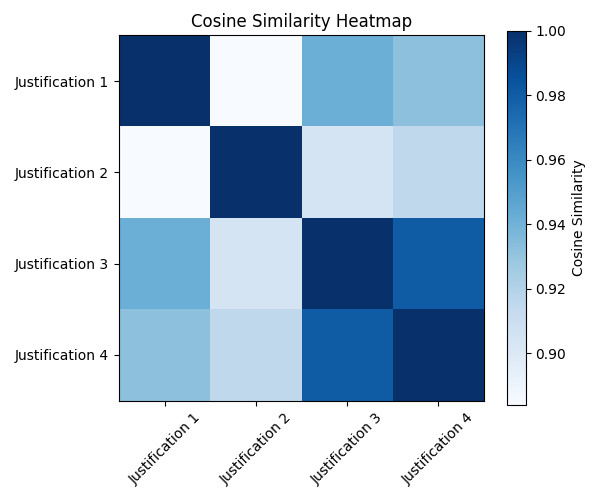 Cosine Similarity Heatmap
Justification 1
Justification 2
Justification 3
Justification 4
Justification 1
Justification 2
Justification 3
Justification 4
1.00
0.98
0.96
0.94
0.92
0.90
Cosine Similarity